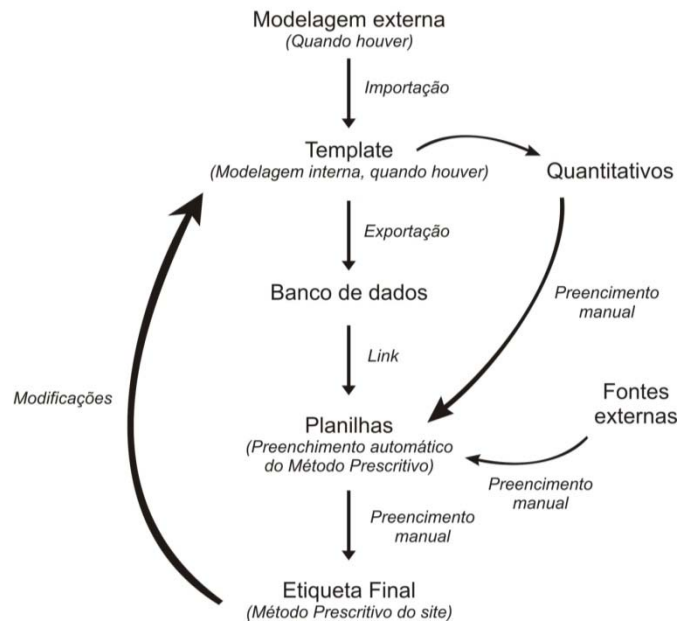 Modelagem externa
(Quando houver)
Importação
Template
(Modelagem interna, quando houver)
Quantitativos
Exportação
Banco de dados
Preencimento
manual
Link
Modificações
Fontes
externas
Planilhas
(Preenchimento automático
do Método Prescritivo)
Preencimento
manual
Preencimento
manual
Etiqueta Final
(Método Prescritivo do site)